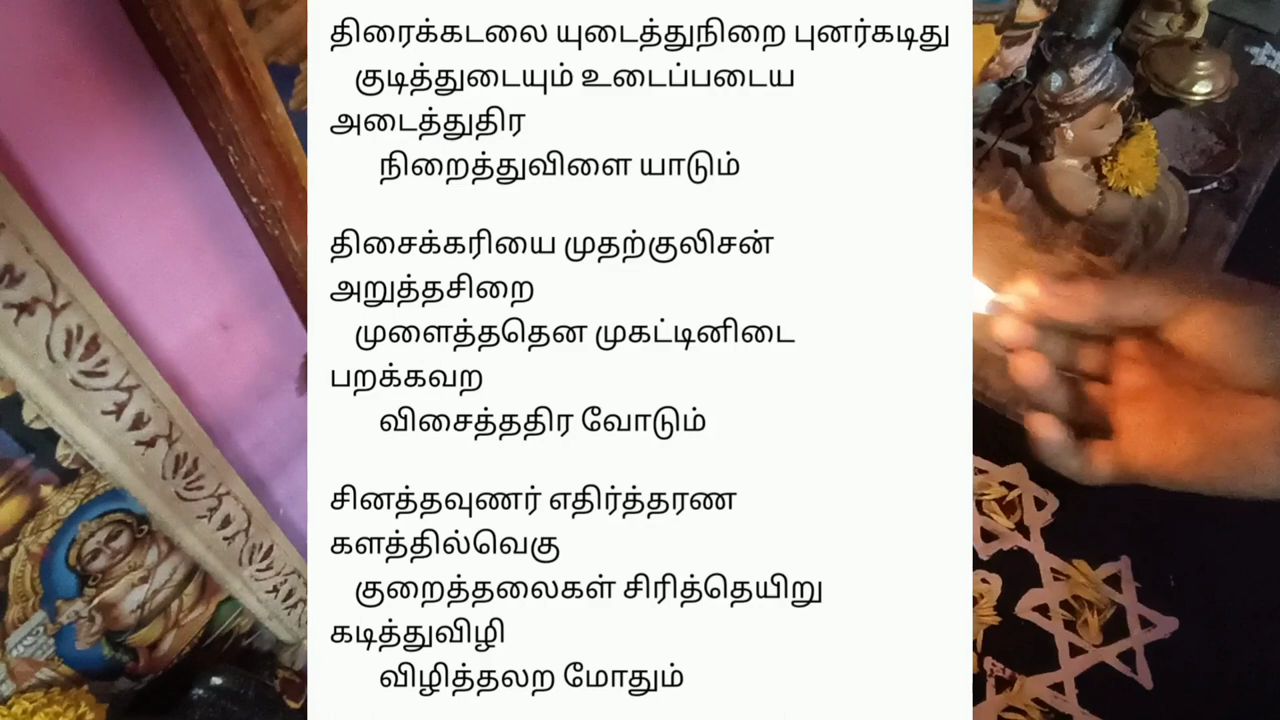 திரைக்கடலை யுடைத்துநிறை புனர்கடிது
குடித்துடையும் உடைப்படைய
அடைத்துதிர
நிறைத்துவிளை யாடும்
திசைக்கரியை முதற்குலிசன்
அறுத்தசிறை
முளைத்ததென முகட்டினிடை
பறக்கவற
விசைத்ததிர வோடும்
சினத்தவுணர் எதிர்த்தரண
களத்தில்வெகு
குறைத்தலைகள் சிரித்தெயிறு
கடித்துவிழி
விழித்தலற மோதும்